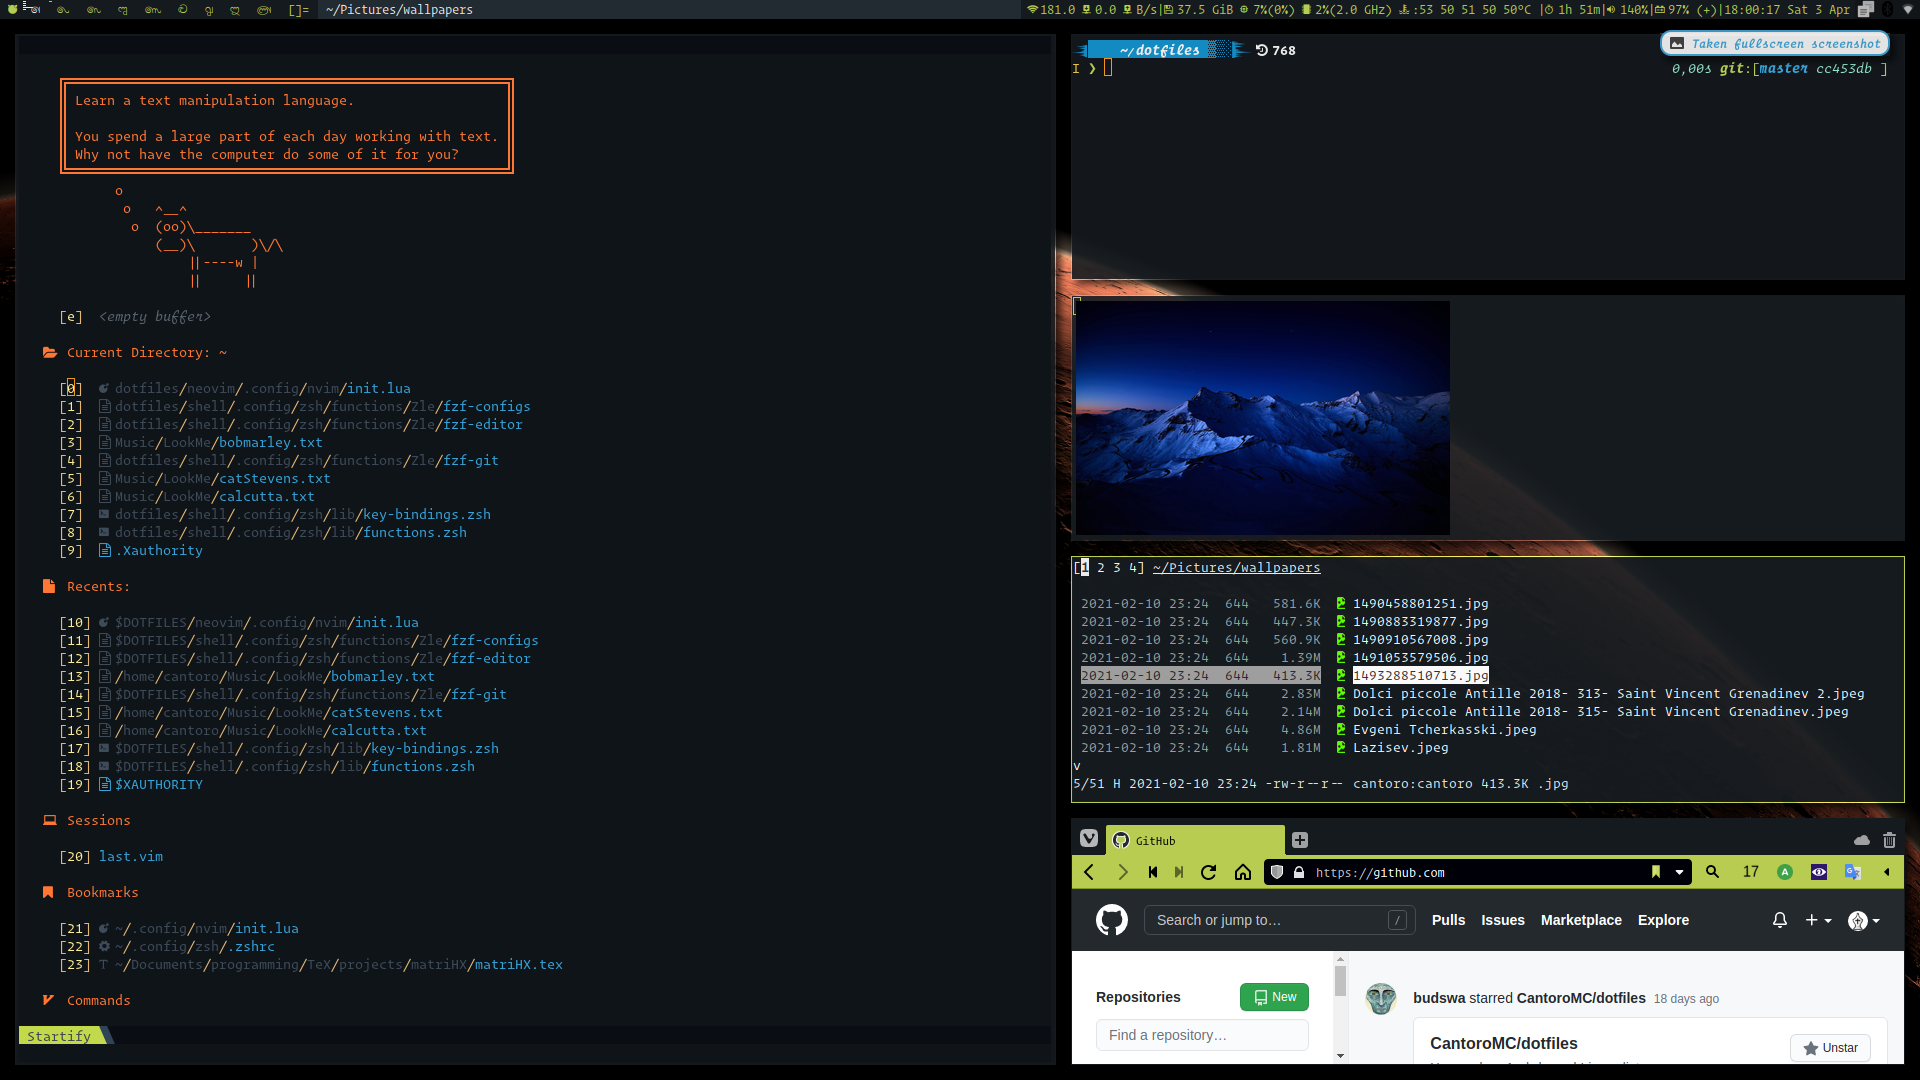 []= ~/Pictures/wallpapers
181.0 0.0 B/s| 37.5 GiB 7%(0%) 2%(2.0 GHz) :53 50 51 50 50°C | 1h 51m| 140%| 97% (+)|18:00:17 Sat 3 Apr
Learn a text manipulation language.
You spend a large part of each day working with text.
Why not have the computer do some of it for you?
o
o   ^__^
o  (oo)\_______
(__)\       )\/\
||----w |
||     ||
[e] <empty buffer>
Current Directory: ~
[0] dotfiles/neovim/.config/nvim/init.lua
[1] dotfiles/shell/.config/zsh/functions/Zle/fzf-configs
[2] dotfiles/shell/.config/zsh/functions/Zle/fzf-editor
[3] Music/LookMe/bobmarley.txt
[4] dotfiles/shell/.config/zsh/functions/Zle/fzf-git
[5] Music/LookMe/catStevens.txt
[6] Music/LookMe/calcutta.txt
[7] dotfiles/shell/.config/zsh/lib/key-bindings.zsh
[8] dotfiles/shell/.config/zsh/lib/functions.zsh
[9] .Xauthority
Recents:
[10] $DOTFILES/neovim/.config/nvim/init.lua
[11] $DOTFILES/shell/.config/zsh/functions/Zle/fzf-configs
[12] $DOTFILES/shell/.config/zsh/functions/Zle/fzf-editor
[13] /home/cantoro/Music/LookMe/bobmarley.txt
[14] $DOTFILES/shell/.config/zsh/functions/Zle/fzf-git
[15] /home/cantoro/Music/LookMe/catStevens.txt
[16] /home/cantoro/Music/LookMe/calcutta.txt
[17] $DOTFILES/shell/.config/zsh/lib/key-bindings.zsh
[18] $DOTFILES/shell/.config/zsh/lib/functions.zsh
[19] $XAUTHORITY
Sessions
[20] last.vim
Bookmarks
[21] ~/.config/nvim/init.lua
[22] ~/.config/zsh/.zshrc
[23] ~/Documents/programming/TeX/projects/matriHX/matriHX.tex
Commands
Startify
~/dotfiles 768
Taken fullscreen screenshot
I ❯
0,00s git:[master cc453db ]
[1 2 3 4] ~/Pictures/wallpapers
2021-02-10 23:24 644 581.6K 1490458801251.jpg
2021-02-10 23:24 644 447.3K 1490883319877.jpg
2021-02-10 23:24 644 560.9K 1490910567008.jpg
2021-02-10 23:24 644 1.39M 1491053579506.jpg
2021-02-10 23:24 644 413.3K 1493288510713.jpg
2021-02-10 23:24 644 2.83M Dolci piccole Antille 2018- 313- Saint Vincent Grenadinev 2.jpeg
2021-02-10 23:24 644 2.14M Dolci piccole Antille 2018- 315- Saint Vincent Grenadinev.jpeg
2021-02-10 23:24 644 4.86M Evgeni Tcherkasski.jpeg
2021-02-10 23:24 644 1.81M Lazisev.jpeg
v
5/51 H 2021-02-10 23:24 -rw-r--r-- cantoro:cantoro 413.3K .jpg
GitHub
https://github.com
17
Search or jump to… /
Pulls Issues Marketplace Explore
Repositories
New
Find a repository…
budswa starred CantoroMC/dotfiles 18 days ago
CantoroMC/dotfiles
Unstar